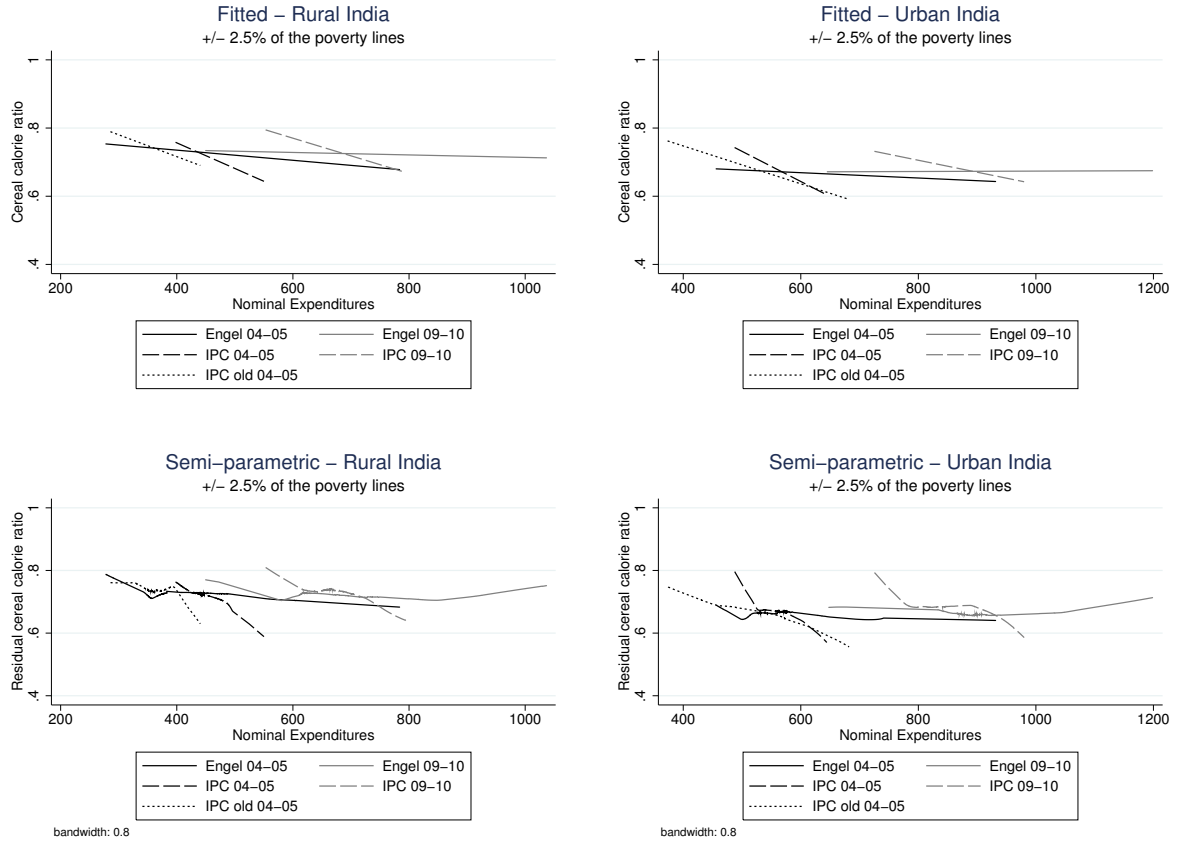 Fitted − Rural India
+/− 2.5% of the poverty lines
Cereal calorie ratio
1
.8
.6
.4
200 400 600 800 1000
Nominal Expenditures
Engel 04−05 Engel 09−10
IPC 04−05 IPC 09−10
IPC old 04−05
Fitted − Urban India
+/− 2.5% of the poverty lines
Cereal calorie ratio
1
.8
.6
.4
400 600 800 1000 1200
Nominal Expenditures
Engel 04−05 Engel 09−10
IPC 04−05 IPC 09−10
IPC old 04−05
Semi−parametric − Rural India
+/− 2.5% of the poverty lines
Residual cereal calorie ratio
1
.8
.6
.4
200 400 600 800 1000
Nominal Expenditures
Engel 04−05 Engel 09−10
IPC 04−05 IPC 09−10
IPC old 04−05
bandwidth: 0.8
Semi−parametric − Urban India
+/− 2.5% of the poverty lines
Residual cereal calorie ratio
1
.8
.6
.4
400 600 800 1000 1200
Nominal Expenditures
Engel 04−05 Engel 09−10
IPC 04−05 IPC 09−10
IPC old 04−05
bandwidth: 0.8